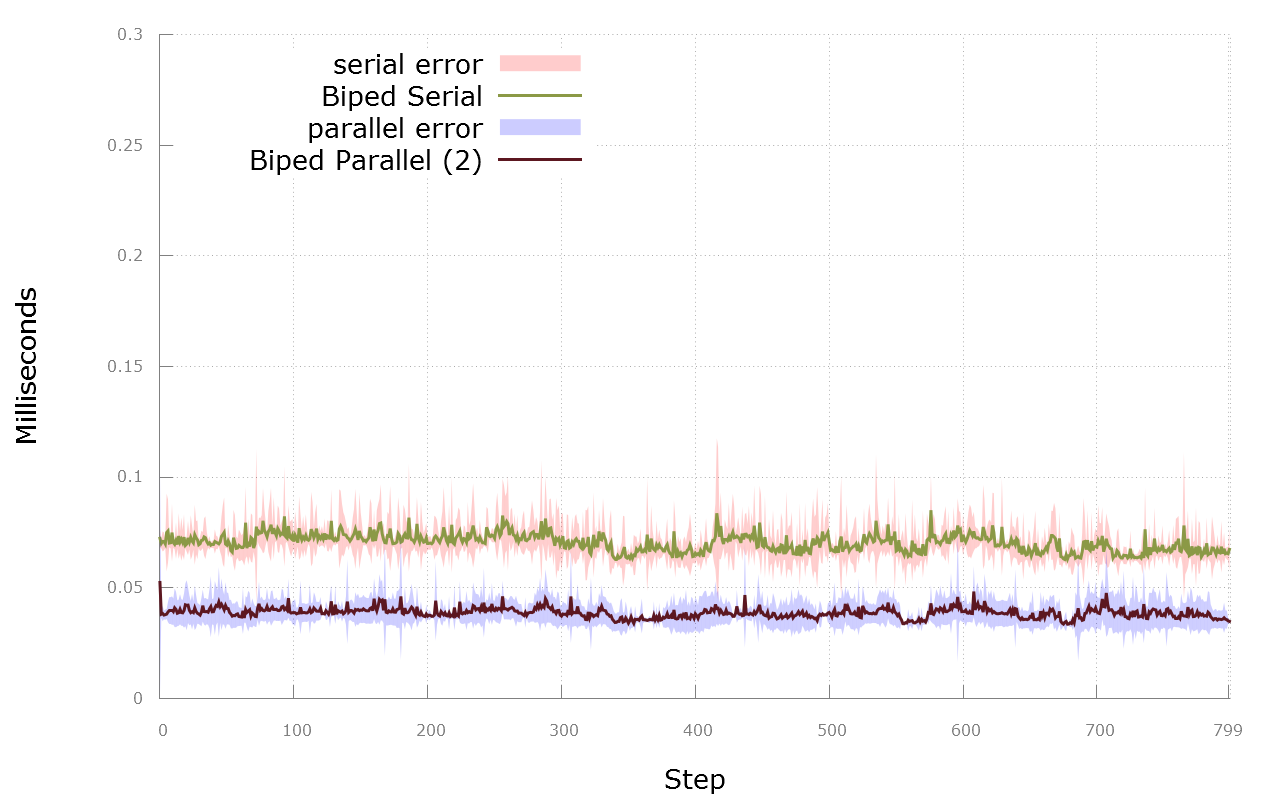 0.3
serial error
Biped Serial
parallel error
Biped Parallel (2)
0.25
0.2
0.15
0.1
0.05
0
Milliseconds
0 100 200 300 400 500 600 700 799
Step